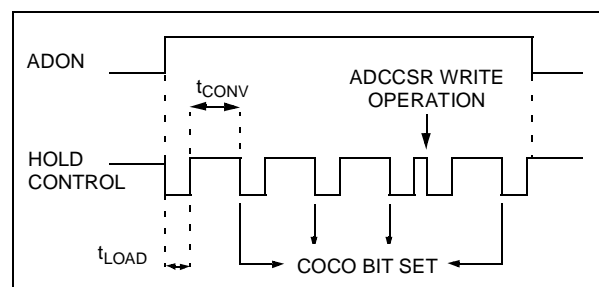 ADON
ADCCSR WRITE
OPERATION
tCONV
HOLD
CONTROL
tLOAD
COCO BIT SET